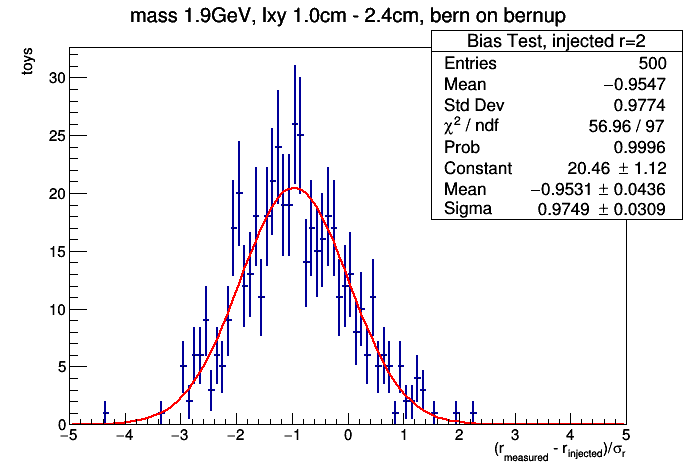 mass 1.9GeV, lxy 1.0cm - 2.4cm, bern on bernup
Bias Test, injected r=2
Entries 500
Mean −0.9547
Std Dev 0.9774
χ² / ndf 56.96 / 97
Prob 0.9996
Constant 20.46 ± 1.12
Mean −0.9531 ± 0.0436
Sigma 0.9749 ± 0.0309
toys
30
25
20
15
10
5
0
−5 −4 −3 −2 −1 0 1 2 3 4 5
(r_measured - r_injected)/σ_r